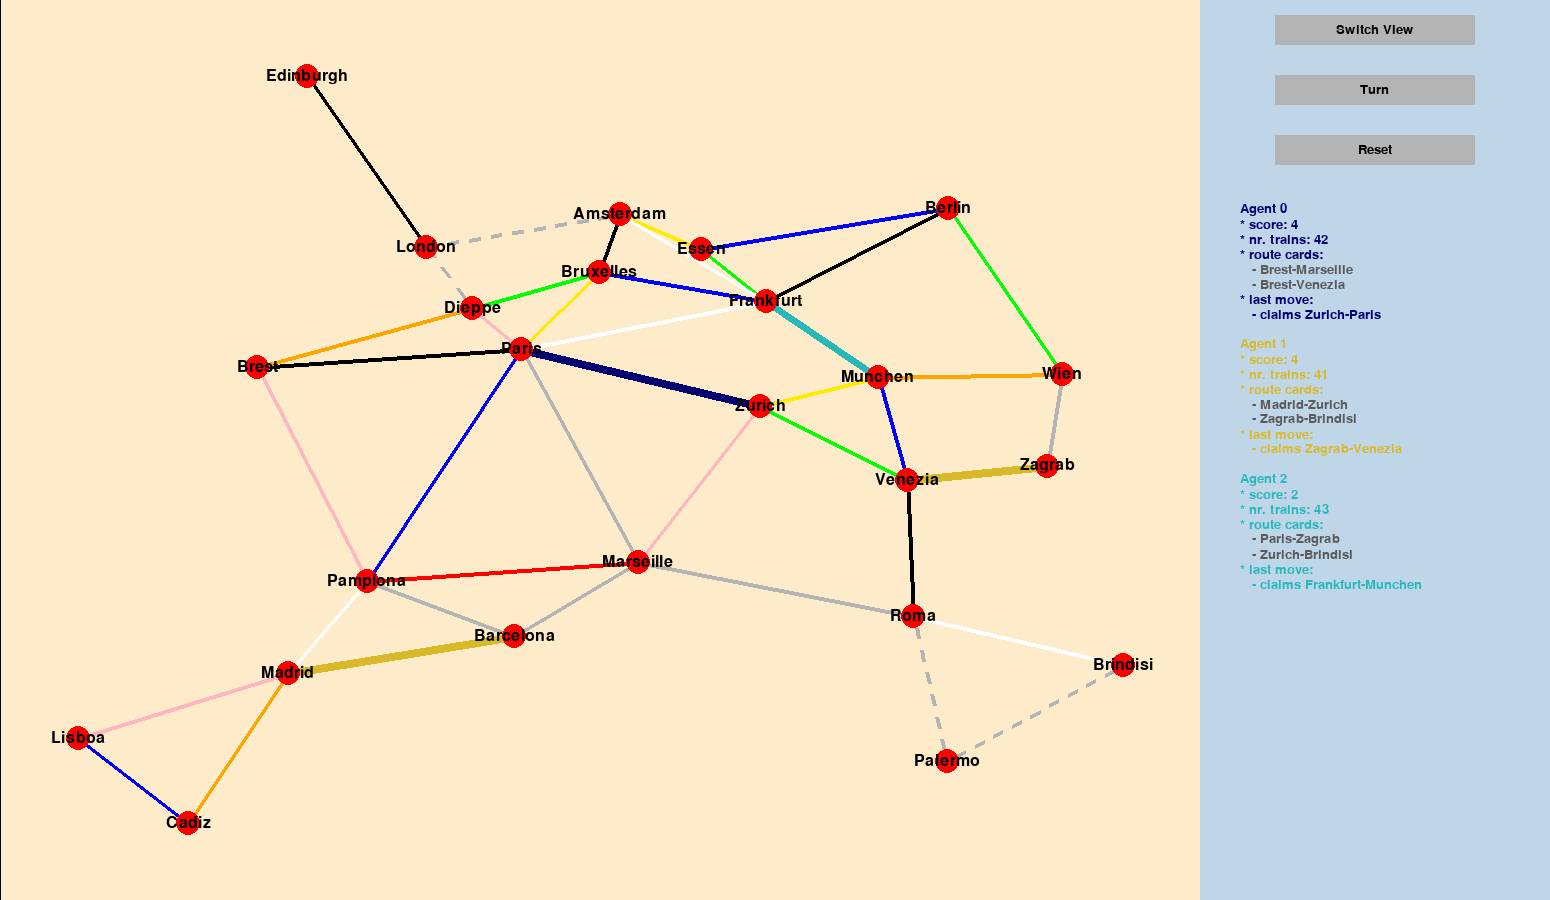 Edinburgh
Amsterdam
Berlin
London
Essen
Bruxelles
Frankfurt
Dieppe
Paris
Brest
Munchen
Wien
Zurich
Zagrab
Venezia
Marseille
Pamplona
Roma
Barcelona
Brindisi
Madrid
Lisboa
Palermo
Cadiz
Switch View
Turn
Reset
Agent 0
* score: 4
* nr. trains: 42
* route cards:
- Brest-Marseille
- Brest-Venezia
* last move:
- claims Zurich-Paris
Agent 1
* score: 4
* nr. trains: 41
* route cards:
- Madrid-Zurich
- Zagrab-Brindisi
* last move:
- claims Zagrab-Venezia
Agent 2
* score: 2
* nr. trains: 43
* route cards:
- Paris-Zagrab
- Zurich-Brindisi
* last move:
- claims Frankfurt-Munchen